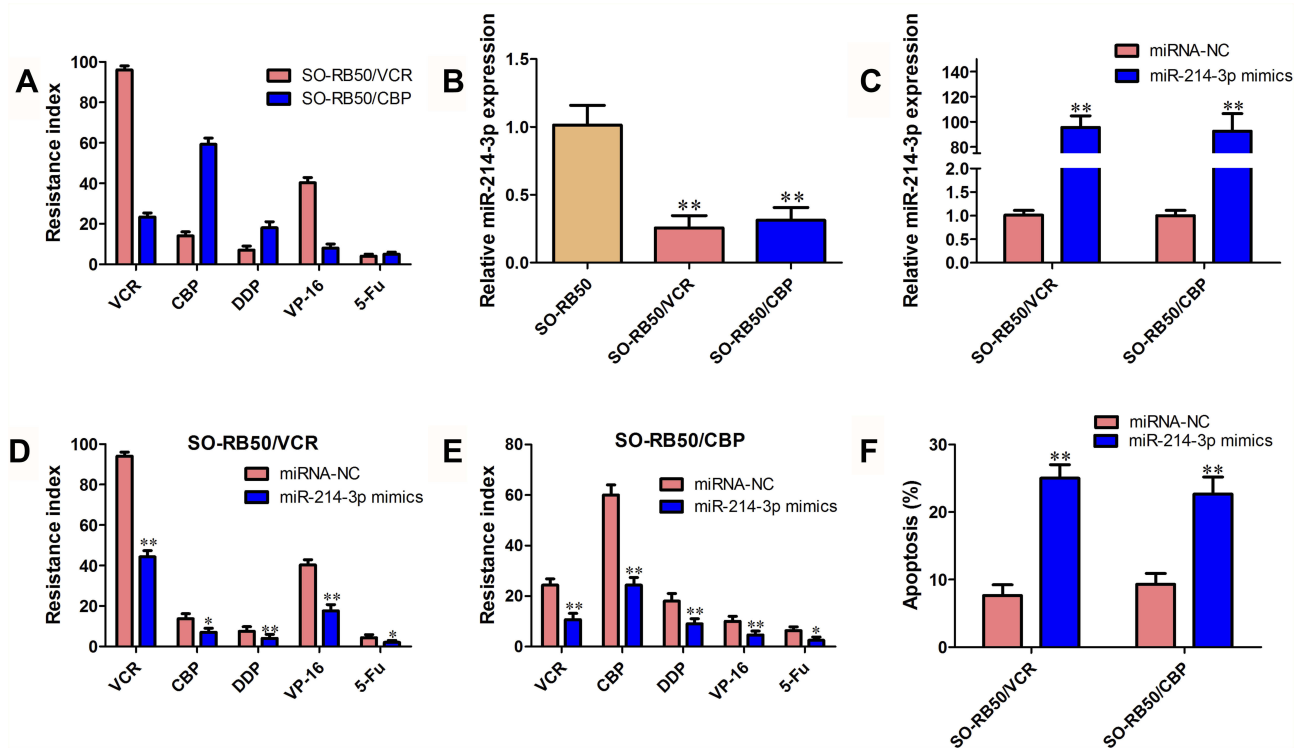 A
Resistance index
100
80
60
40
20
0
SO-RB50/VCR
SO-RB50/CBP
VCR
CBP
DDP
VP-16
5-Fu
B
Relative miR-214-3p expression
1.5
1.0
0.5
0.0
**
**
SO-RB50
SO-RB50/VCR
SO-RB50/CBP
C
Relative miR-214-3p expression
miRNA-NC
miR-214-3p mimics
140
120
100
80
2.0
1.5
1.0
0.5
0.0
**
**
SO-RB50/VCR
SO-RB50/CBP
D
SO-RB50/VCR
Resistance index
100
80
60
40
20
0
miRNA-NC
miR-214-3p mimics
**
*
**
**
*
VCR
CBP
DDP
VP-16
5-Fu
E
SO-RB50/CBP
Resistance index
80
60
40
20
0
miRNA-NC
miR-214-3p mimics
**
**
**
**
*
VCR
CBP
DDP
VP-16
5-Fu
F
Apoptosis (%)
miRNA-NC
miR-214-3p mimics
30
20
10
0
**
**
SO-RB50/VCR
SO-RB50/CBP